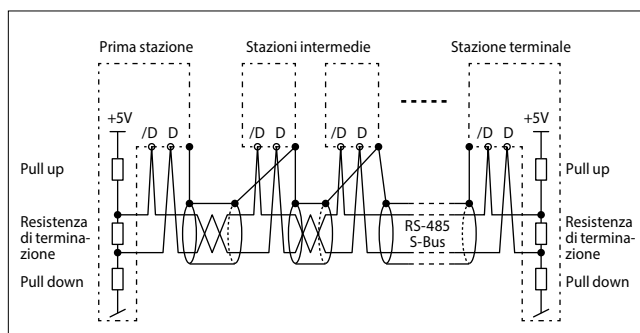 Prima stazione
Stazioni intermedie
Stazione terminale
+5V
/D D
/D D
/D D
/D D
+5V
Pull up
Pull up
Resistenza
di termina-
zione
RS-485
S-Bus
Resistenza
di termina-
zione
Pull down
Pull down